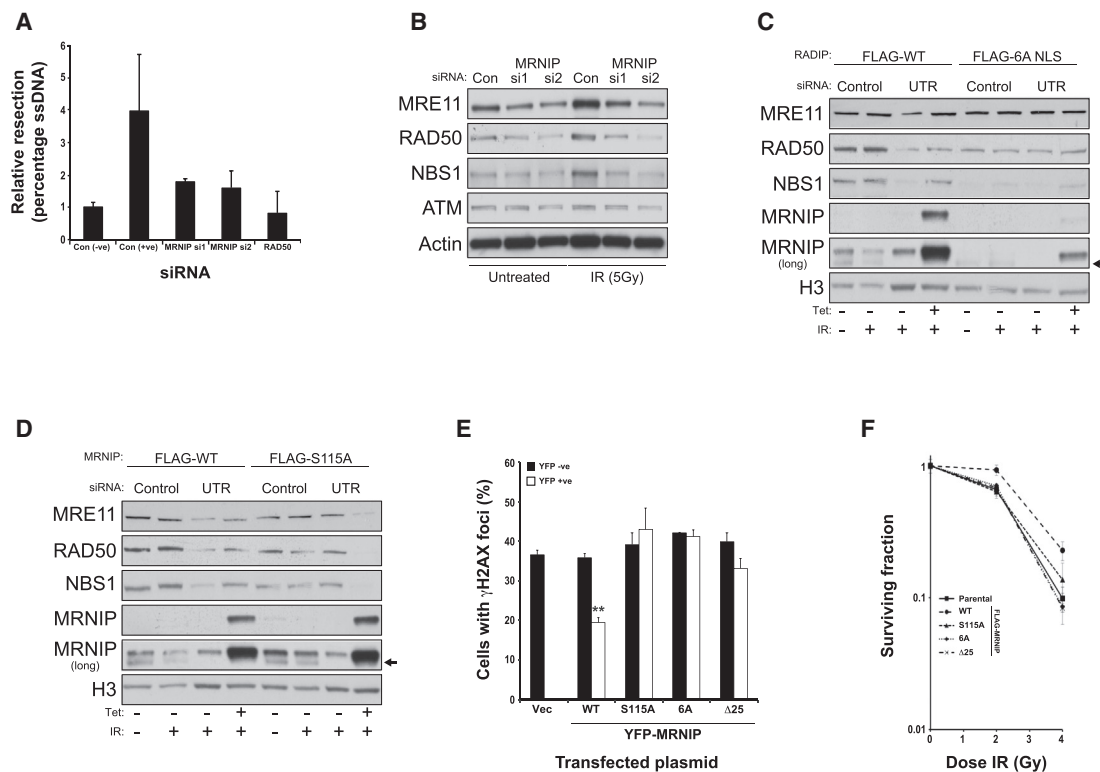 A
Relative resection
(percentage ssDNA)
6
5
4
3
2
1
0
Con (-ve) Con (+ve) MRNIP si1 MRNIP si2 RAD50
siRNA
B
MRNIP MRNIP
siRNA: Con si1 si2 Con si1 si2
MRE11
RAD50
NBS1
ATM
Actin
Untreated IR (5Gy)
C
RADIP: FLAG-WT FLAG-6A NLS
siRNA: Control UTR Control UTR
MRE11
RAD50
NBS1
MRNIP
MRNIP
(long)
H3
Tet: - - - + - - - +
IR: - + + + - + + +
D
MRNIP: FLAG-WT FLAG-S115A
siRNA: Control UTR Control UTR
MRE11
RAD50
NBS1
MRNIP
MRNIP
(long)
H3
Tet: - - - + - - - +
IR: - + + + - + + +
E
Cells with γH2AX foci (%)
60
50
40
30
20
10
0
YFP -ve
YFP +ve
**
Vec WT S115A 6A Δ25
YFP-MRNIP
Transfected plasmid
F
Surviving fraction
1
0.1
0.01
Parental
WT
S115A
6A
Δ25
FLAG-MRNIP
0 1 2 3 4
Dose IR (Gy)